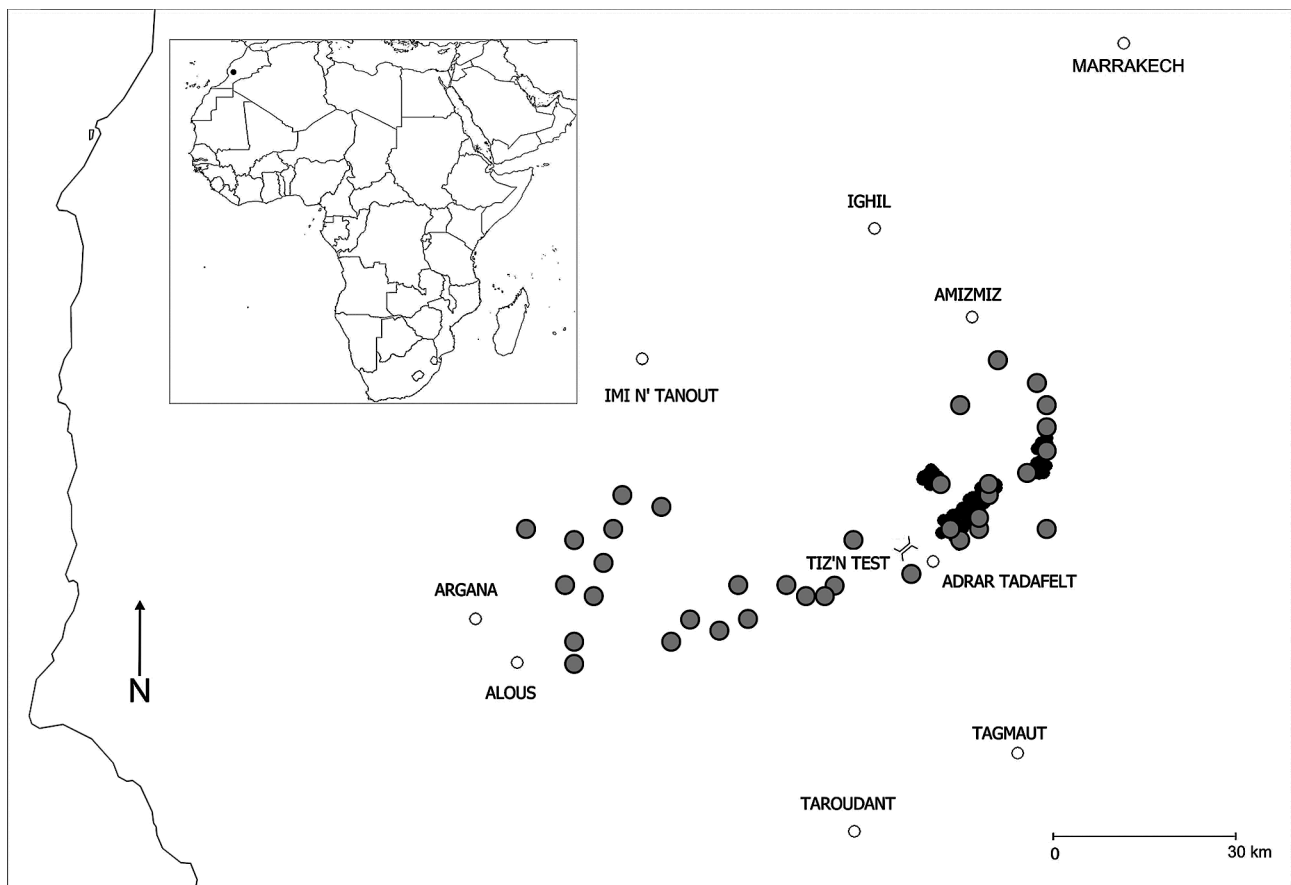 MARRAKECH
IGHIL
AMIZMIZ
IMI N' TANOUT
TIZ'N TEST
ADRAR TADAFELT
ARGANA
ALOUS
N
TAGMAUT
TAROUDANT
0 30 km